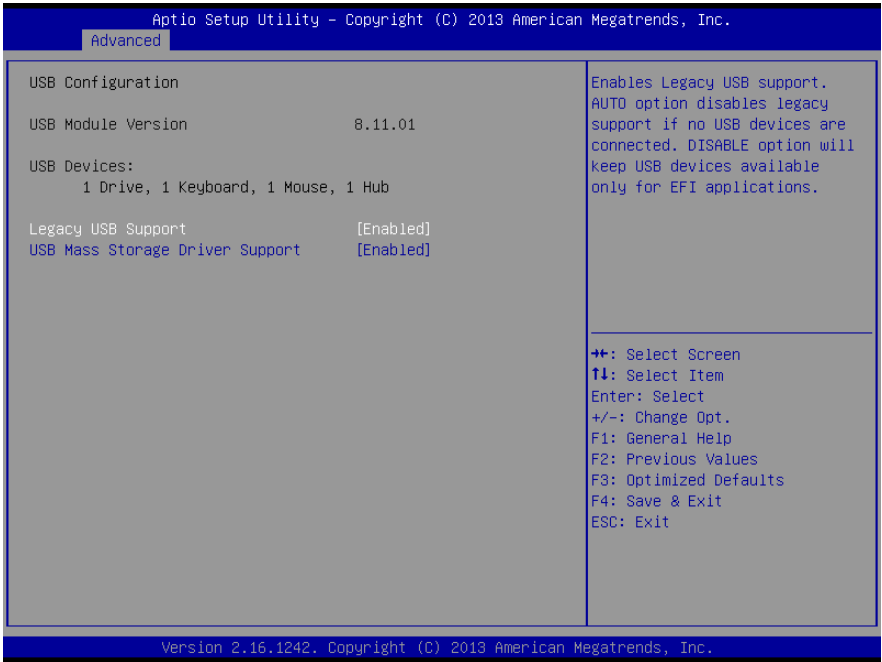 Aptio Setup Utility – Copyright (C) 2013 American Megatrends, Inc.
Advanced
USB Configuration
USB Module Version 8.11.01
USB Devices:
1 Drive, 1 Keyboard, 1 Mouse, 1 Hub
Legacy USB Support [Enabled]
USB Mass Storage Driver Support [Enabled]
Enables Legacy USB support.
AUTO option disables legacy
support if no USB devices are
connected. DISABLE option will
keep USB devices available
only for EFI applications.
→←: Select Screen
↑↓: Select Item
Enter: Select
+/-: Change Opt.
F1: General Help
F2: Previous Values
F3: Optimized Defaults
F4: Save & Exit
ESC: Exit
Version 2.16.1242. Copyright (C) 2013 American Megatrends, Inc.